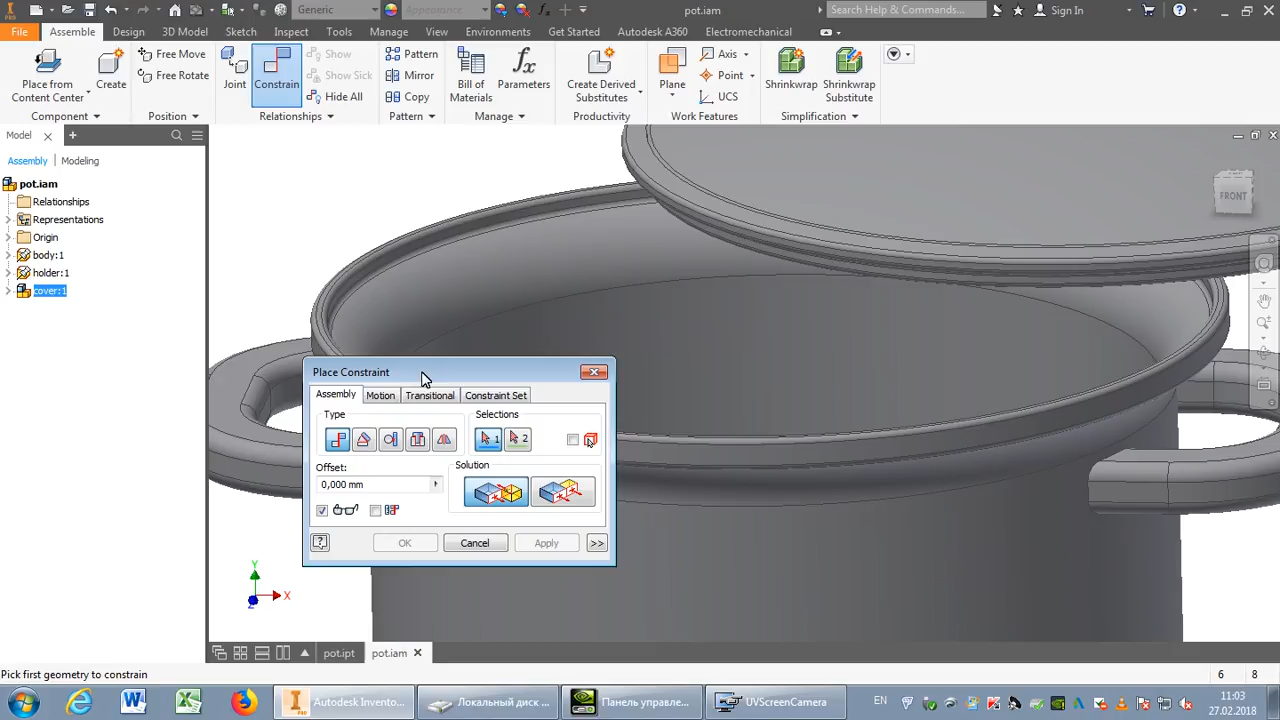 Generic
Appearance
pot.iam
Search Help & Commands...
Sign In
File
Assemble
Design
3D Model
Sketch
Inspect
Tools
Manage
View
Environments
Get Started
Autodesk A360
Electromechanical
Place from
Content Center
Create
Free Move
Free Rotate
Joint
Constrain
Show
Show Sick
Hide All
Pattern
Mirror
Copy
Bill of
Materials
Parameters
Create Derived
Substitutes
Plane
Axis
Point
UCS
Shrinkwrap
Shrinkwrap
Substitute
Component
Position
Relationships
Pattern
Manage
Productivity
Work Features
Simplification
Model
Assembly
Modeling
pot.iam
Relationships
Representations
Origin
body:1
holder:1
cover:1
FRONT
Place Constraint
Assembly
Motion
Transitional
Constraint Set
Type
Selections
1
2
Offset:
0,000 mm
Solution
OK
Cancel
Apply
>>
Y
X
Z
pot.ipt
pot.iam
Pick first geometry to constrain
6
8
Autodesk Invento...
Локальный диск ...
Панель управле...
UVScreenCamera
EN
11:03
27.02.2018